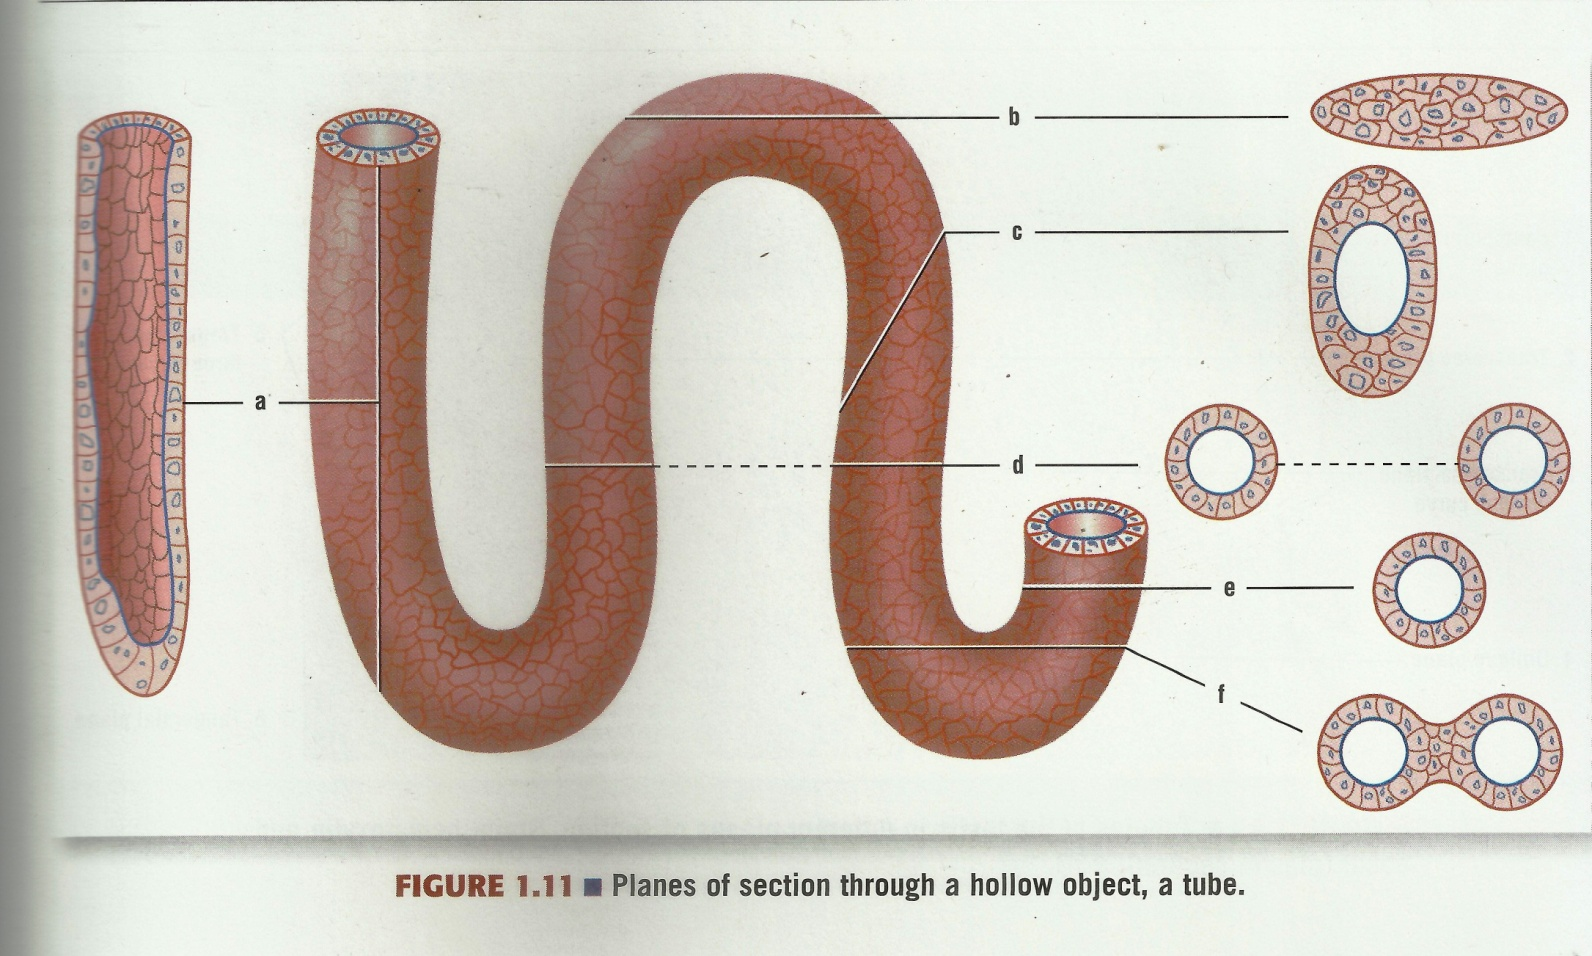 b
c
a
d
e
f
FIGURE 1.11 ■ Planes of section through a hollow object, a tube.